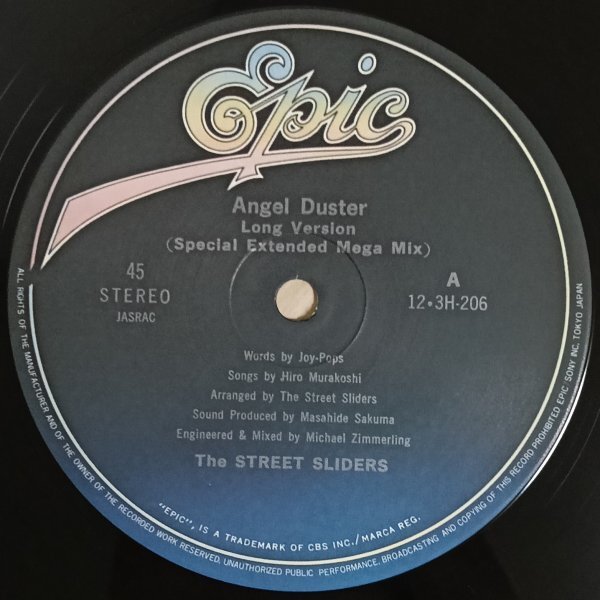 Epic
Angel Duster
Long Version
(Special Extended Mega Mix)
45
STEREO
JASRAC
A
12・3H-206
Words by Joy-Pops
Songs by Hiro Murakoshi
Arranged by The Street Sliders
Sound Produced by Masahide Sakuma
Engineered & Mixed by Michael Zimmerling
The STREET SLIDERS
"EPIC", IS A TRADEMARK OF CBS INC./MARCA REG.
ALL RIGHTS OF THE MANUFACTURER AND OF THE OWNER OF THE RECORDED WORK RESERVED, UNAUTHORIZED PUBLIC PERFORMANCE, BROADCASTING AND COPYING OF THIS RECORD PROHIBITED EPIC/SONY INC. TOKYO JAPAN